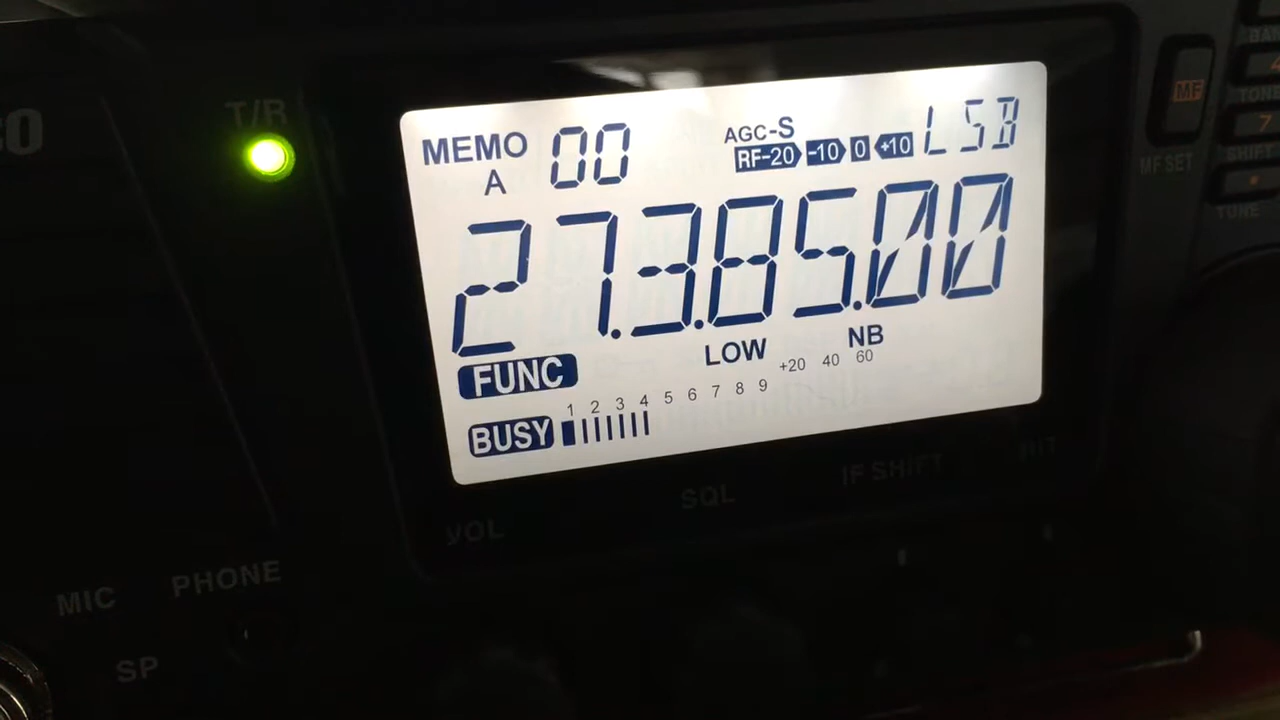 T/R
MEMO 00 AGC-S LSB
A RF-20 -10 0 +10
27.385.00
FUNC LOW NB
1 2 3 4 5 6 7 8 9 +20 40 60
BUSY
VOL SQL IF SHIFT RIT
MIC PHONE
SP
MF
MF SET
TONE
7
SHIFT
TUNE